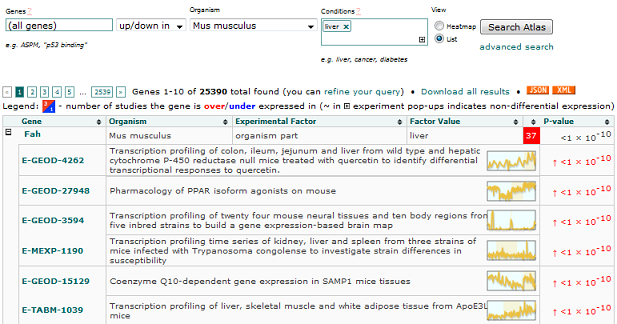 Genes ? Organism Conditions ? View
(all genes) up/down in Mus musculus liver x Heatmap Search Atlas
List
e.g. ASPM, "p53 binding" advanced search
e.g. liver, cancer, diabetes
« 1 2 3 4 5 ... 2539 » Genes 1-10 of 25390 total found (you can refine your query) • Download all results • JSON XML
Legend: - number of studies the gene is over/under expressed in (~ in ⊞ experiment pop-ups indicates non-differential expression)
Gene Organism Experimental Factor Factor Value P-value
Fah Mus musculus organism part liver 37 <1 × 10-10
E-GEOD-4262 Transcription profiling of colon, ileum, jejunum and liver from wild type and hepatic
cytochrome P-450 reductase null mice treated with quercetin to identify differential ↑ <1 × 10-10
transcriptional responses to quercetin.
E-GEOD-27948 Pharmacology of PPAR isoform agonists on mouse ↑ <1 × 10-10
E-GEOD-3594 Transcription profiling of twenty four mouse neural tissues and ten body regions from ↑ <1 × 10-10
five inbred strains to build a gene expression-based brain map
E-MEXP-1190 Transcription profiling time series of kidney, liver and spleen from three strains of
mice infected with Trypanosoma congolense to investigate strain differences in ↑ <1 × 10-10
susceptibility
E-GEOD-15129 Coenzyme Q10-dependent gene expression in SAMP1 mice tissues ↑ <1 × 10-10
E-TABM-1039 Transcription profiling of liver, skeletal muscle and white adipose tissue from ApoE3L ↑ <1 × 10-10
mice